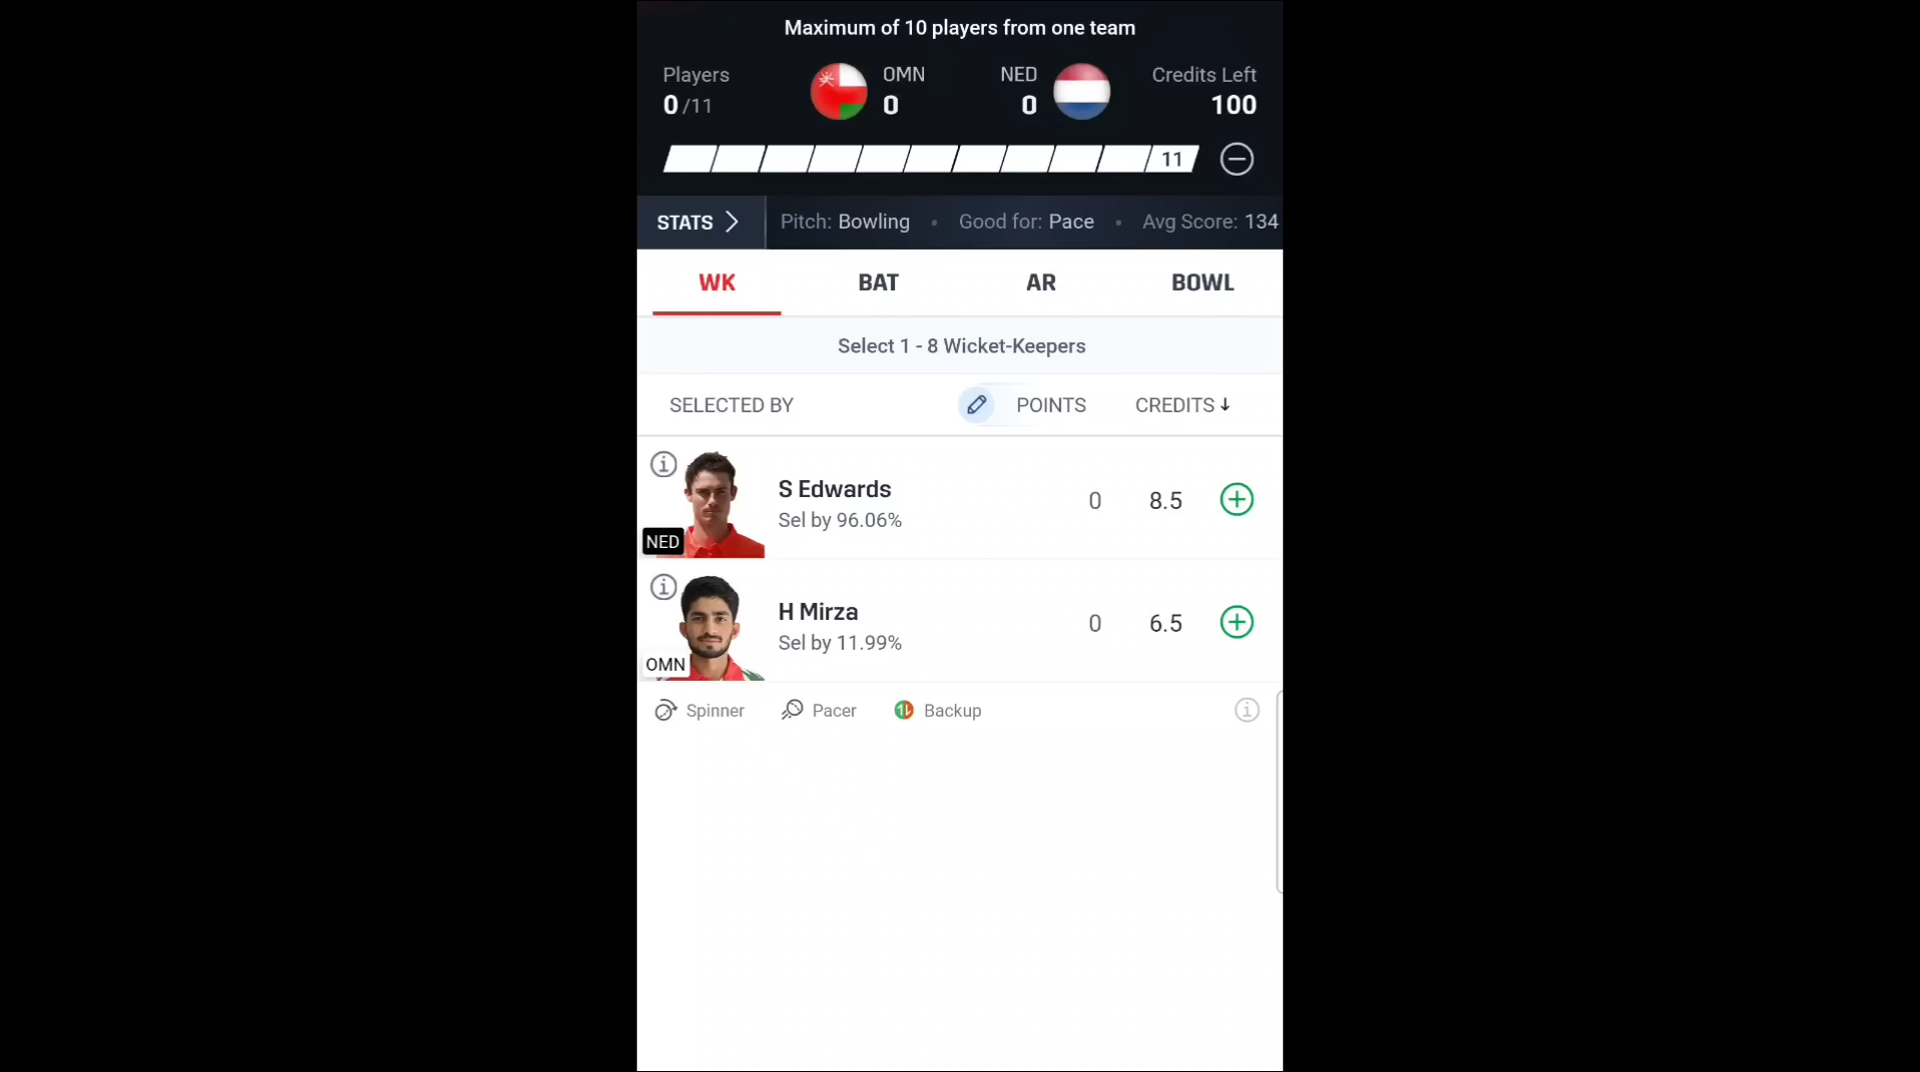 Maximum of 10 players from one team
Players OMN NED Credits Left
0/11 0 0 100
11
STATS Pitch: Bowling • Good for: Pace • Avg Score: 134
WK BAT AR BOWL
Select 1 - 8 Wicket-Keepers
SELECTED BY POINTS CREDITS↓
S Edwards 0 8.5
Sel by 96.06%
NED
H Mirza 0 6.5
Sel by 11.99%
OMN
Spinner Pacer Backup